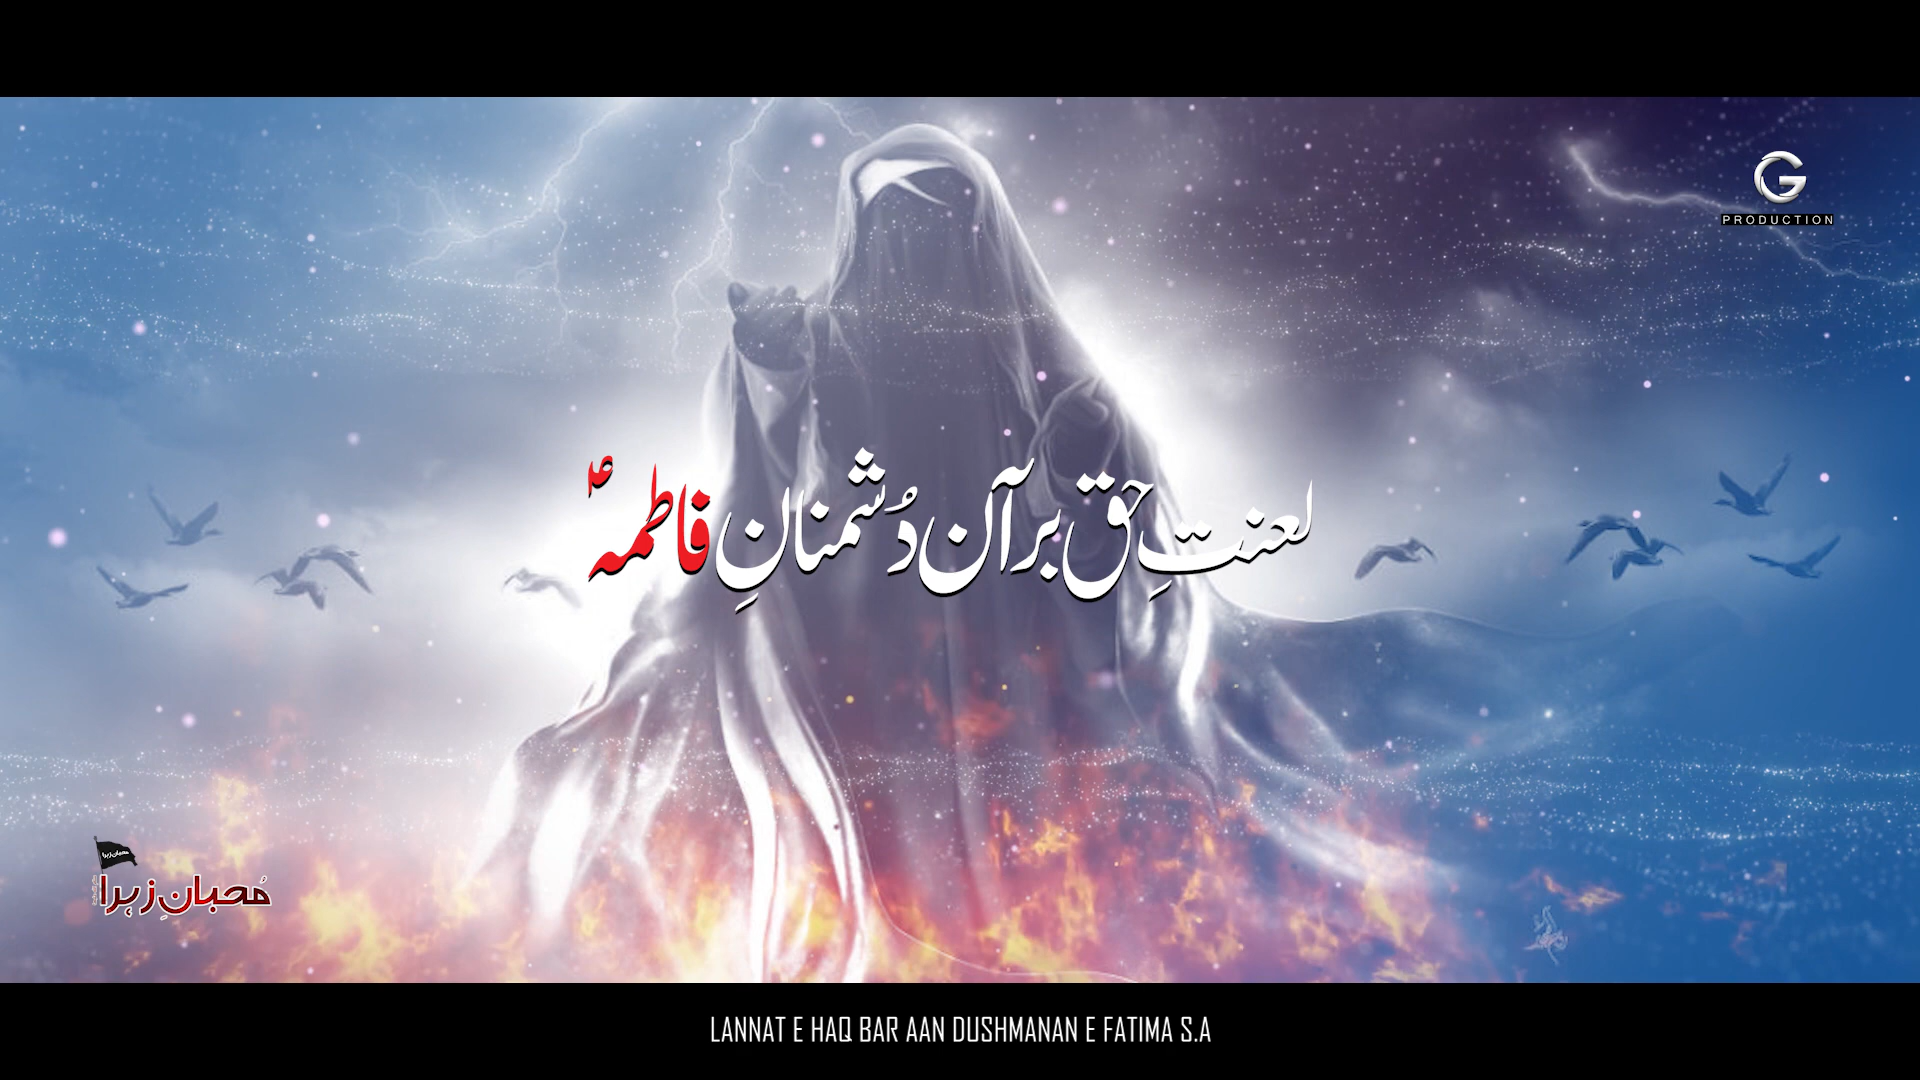 G
PRODUCTION
لعنتِ حق بر آن دُشمنانِ فاطمہؑ
مُحبانِ زہرا
LANNAT E HAQ BAR AAN DUSHMANAN E FATIMA S.A